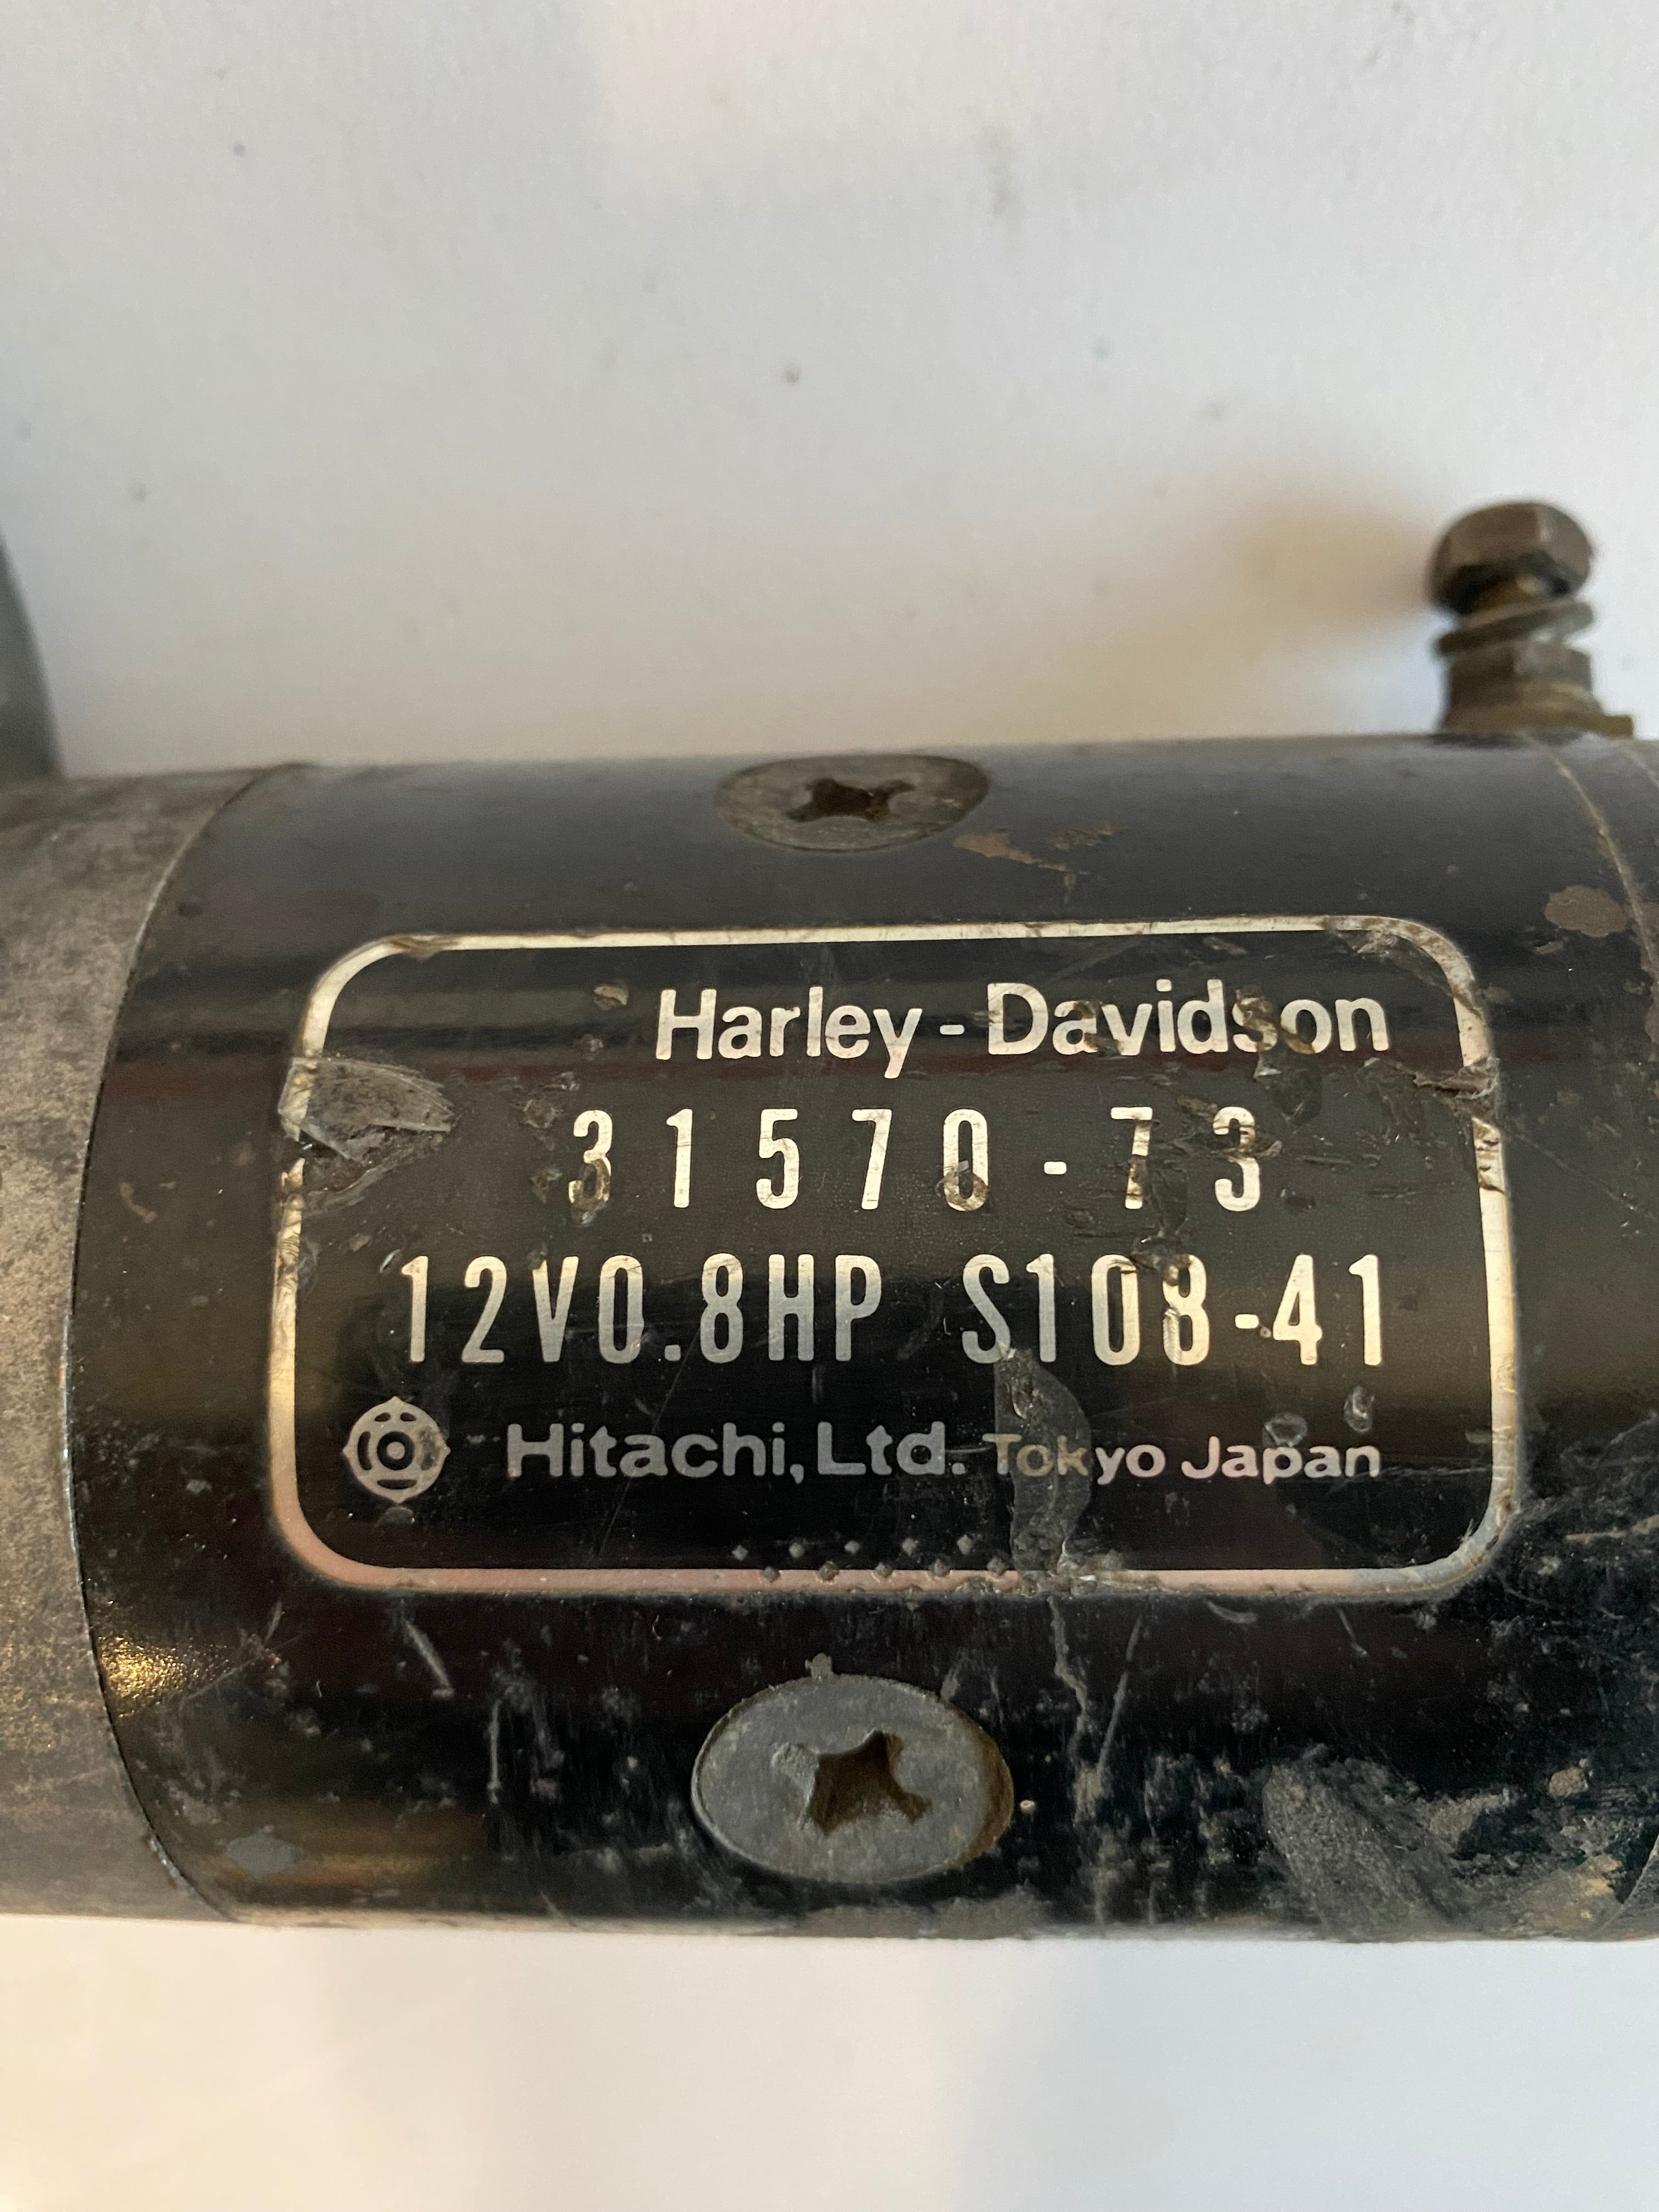 Harley-Davidson
31570-73
12V0.8HP S108-41
Hitachi, Ltd. Tokyo Japan